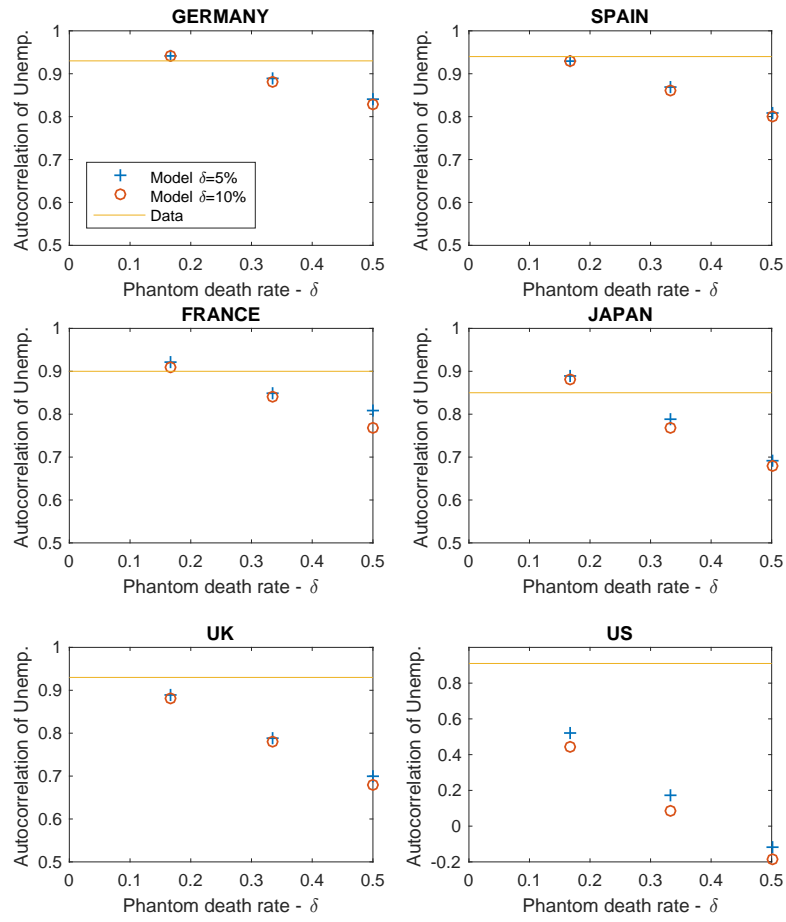 GERMANY
Autocorrelation of Unemp.
1
0.9
0.8
0.7
0.6
0.5
Model δ=5%
Model δ=10%
Data
0 0.1 0.2 0.3 0.4 0.5
Phantom death rate - δ
SPAIN
Autocorrelation of Unemp.
1
0.9
0.8
0.7
0.6
0.5
0 0.1 0.2 0.3 0.4 0.5
Phantom death rate - δ
FRANCE
Autocorrelation of Unemp.
1
0.9
0.8
0.7
0.6
0.5
0 0.1 0.2 0.3 0.4 0.5
Phantom death rate - δ
JAPAN
Autocorrelation of Unemp.
1
0.9
0.8
0.7
0.6
0.5
0 0.1 0.2 0.3 0.4 0.5
Phantom death rate - δ
UK
Autocorrelation of Unemp.
1
0.9
0.8
0.7
0.6
0.5
0 0.1 0.2 0.3 0.4 0.5
Phantom death rate - δ
US
Autocorrelation of Unemp.
0.8
0.6
0.4
0.2
0
-0.2
0 0.1 0.2 0.3 0.4 0.5
Phantom death rate - δ